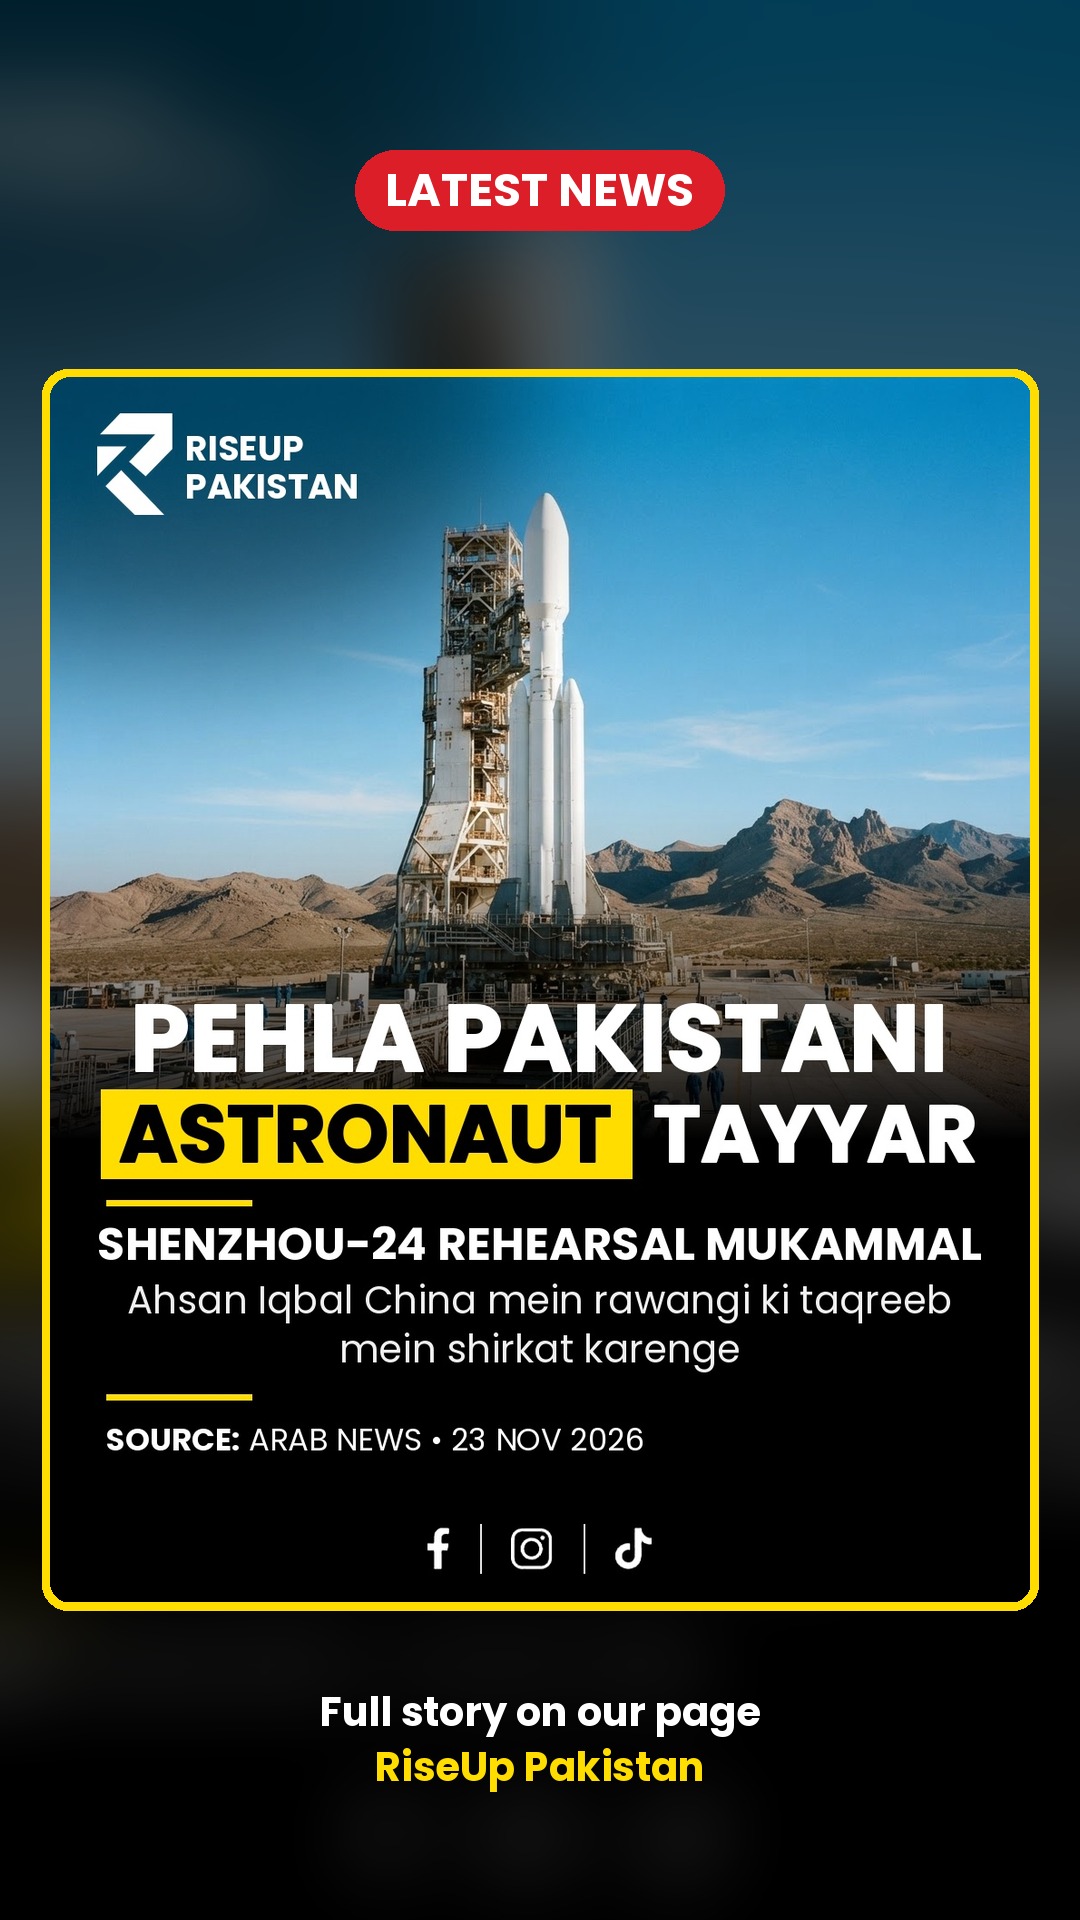 LATEST NEWS
RISEUP
PAKISTAN
PEHLA PAKISTANI
ASTRONAUT TAYYAR
SHENZHOU-24 REHEARSAL MUKAMMAL
Ahsan Iqbal China mein rawangi ki taqreeb
mein shirkat karenge
SOURCE: ARAB NEWS • 23 NOV 2026
Full story on our page
RiseUp Pakistan